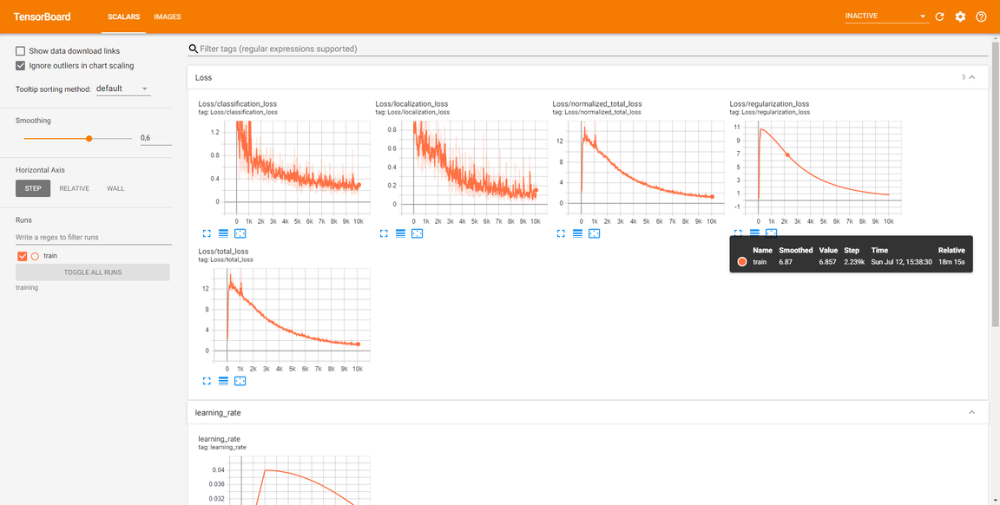 TensorBoard SCALARS IMAGES INACTIVE
Show data download links
Ignore outliers in chart scaling
Tooltip sorting method: default
Smoothing
0,6
Horizontal Axis
STEP RELATIVE WALL
Runs
Write a regex to filter runs
train
TOGGLE ALL RUNS
training
Filter tags (regular expressions supported)
Loss 5
Loss/classification_loss
tag: Loss/classification_loss
1.2
0.8
0.4
0
0 1k 2k 3k 4k 5k 6k 7k 8k 9k 10k
Loss/localization_loss
tag: Loss/localization_loss
0.8
0.6
0.4
0.2
0
0 1k 2k 3k 4k 5k 6k 7k 8k 9k 10k
Loss/normalized_total_loss
tag: Loss/normalized_total_loss
12
8
4
0
0 1k 2k 3k 4k 5k 6k 7k 8k 9k 10k
Loss/regularization_loss
tag: Loss/regularization_loss
11
9
7
5
3
1
-1
0 1k 2k 3k 4k 5k 6k 7k 8k 9k 10k
Name Smoothed Value Step Time Relative
train 6.87 6.857 2.239k Sun Jul 12, 15:38:30 18m 15s
Loss/total_loss
tag: Loss/total_loss
12
8
4
0
0 1k 2k 3k 4k 5k 6k 7k 8k 9k 10k
learning_rate
learning_rate
tag: learning_rate
0.04
0.036
0.032